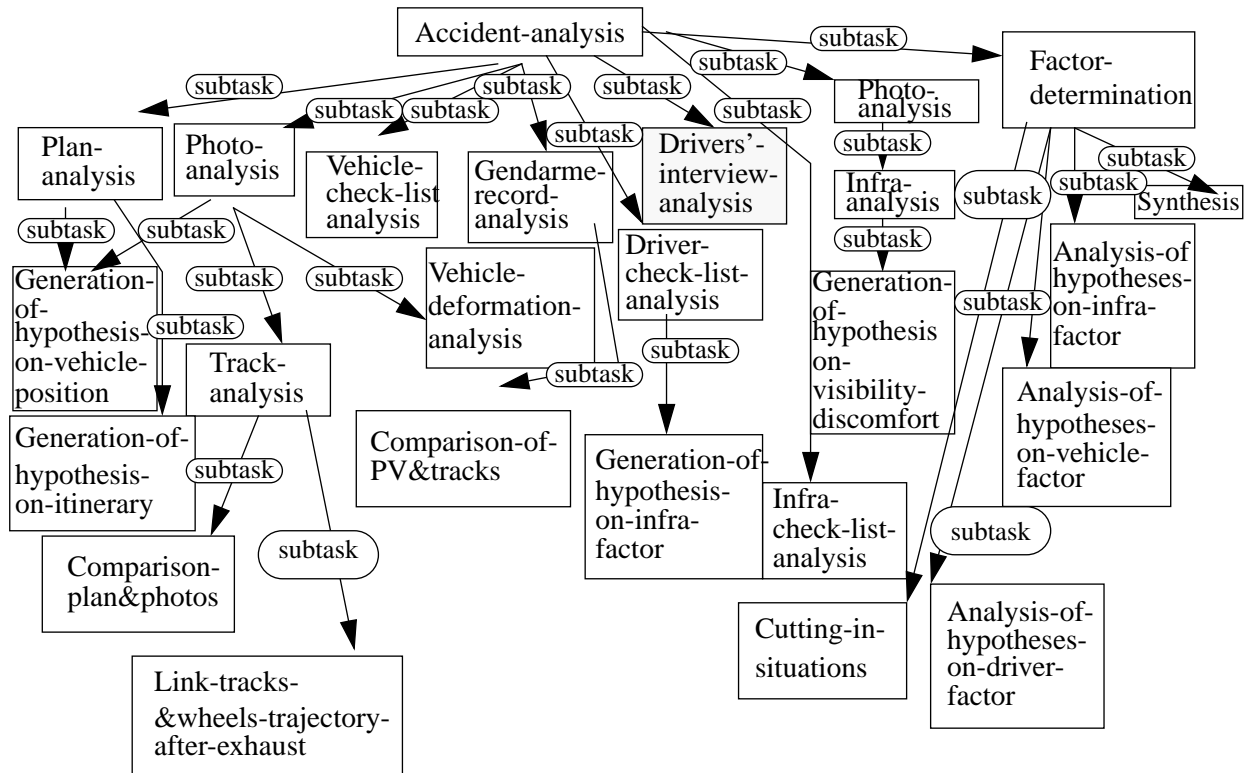 Accident-analysis
subtask
Factor-
determination
subtask
subtask
Photo-
analysis
subtask
subtask
subtask
subtask
subtask
subtask
Plan-
analysis
Photo-
analysis
Vehicle-
check-list
analysis
Gendarme-
record-
analysis
Drivers'-
interview-
analysis
subtask
Infra-
analysis
subtask
subtask
subtask
Synthesis
subtask
subtask
subtask
Generation-
of-
hypothesis-
on-vehicle-
position
subtask
subtask
Vehicle-
deformation-
analysis
Driver-
check-list-
analysis
Generation-
of-
hypothesis
on-
visibility-
discomfort
subtask
Analysis-of
hypotheses-
on-infra-
factor
subtask
Track-
analysis
subtask
subtask
Analysis-of-
hypotheses-
on-vehicle-
factor
Generation-of-
hypothesis-
on-itinerary
subtask
Comparison-of-
PV&tracks
Generation-of-
hypothesis-
on-infra-
factor
Infra-
check-list-
analysis
subtask
subtask
Comparison-
plan&photos
Cutting-in-
situations
Analysis-of-
hypotheses-
on-driver-
factor
Link-tracks-
&wheels-trajectory-
after-exhaust